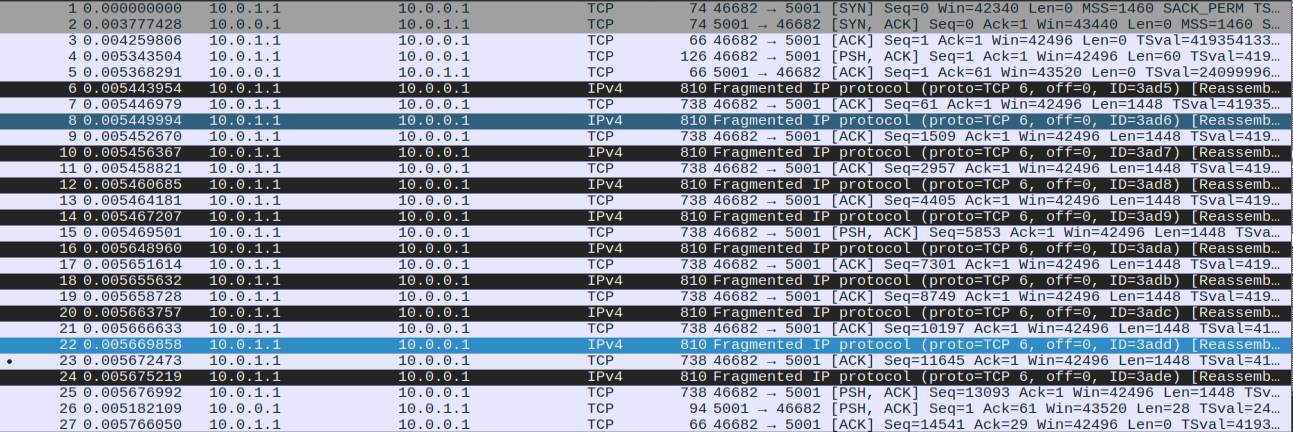 1 0.000000000 10.0.1.1 10.0.0.1 TCP 74 46682 → 5001 [SYN] Seq=0 Win=42340 Len=0 MSS=1460 SACK_PERM TS…
2 0.003777428 10.0.0.1 10.0.1.1 TCP 74 5001 → 46682 [SYN, ACK] Seq=0 Ack=1 Win=43440 Len=0 MSS=1460 S…
3 0.004259806 10.0.1.1 10.0.0.1 TCP 66 46682 → 5001 [ACK] Seq=1 Ack=1 Win=42496 Len=0 TSval=419354133…
4 0.005343504 10.0.1.1 10.0.0.1 TCP 126 46682 → 5001 [PSH, ACK] Seq=1 Ack=1 Win=42496 Len=60 TSval=419…
5 0.005368291 10.0.0.1 10.0.1.1 TCP 66 5001 → 46682 [ACK] Seq=1 Ack=61 Win=43520 Len=0 TSval=24099996…
6 0.005443954 10.0.1.1 10.0.0.1 IPv4 810 Fragmented IP protocol (proto=TCP 6, off=0, ID=3ad5) [Reassemb…
7 0.005446979 10.0.1.1 10.0.0.1 TCP 738 46682 → 5001 [ACK] Seq=61 Ack=1 Win=42496 Len=1448 TSval=41935…
8 0.005449994 10.0.1.1 10.0.0.1 IPv4 810 Fragmented IP protocol (proto=TCP 6, off=0, ID=3ad6) [Reassemb…
9 0.005452670 10.0.1.1 10.0.0.1 TCP 738 46682 → 5001 [ACK] Seq=1509 Ack=1 Win=42496 Len=1448 TSval=419…
10 0.005456367 10.0.1.1 10.0.0.1 IPv4 810 Fragmented IP protocol (proto=TCP 6, off=0, ID=3ad7) [Reassemb…
11 0.005458821 10.0.1.1 10.0.0.1 TCP 738 46682 → 5001 [ACK] Seq=2957 Ack=1 Win=42496 Len=1448 TSval=419…
12 0.005460685 10.0.1.1 10.0.0.1 IPv4 810 Fragmented IP protocol (proto=TCP 6, off=0, ID=3ad8) [Reassemb…
13 0.005464181 10.0.1.1 10.0.0.1 TCP 738 46682 → 5001 [ACK] Seq=4405 Ack=1 Win=42496 Len=1448 TSval=419…
14 0.005467207 10.0.1.1 10.0.0.1 IPv4 810 Fragmented IP protocol (proto=TCP 6, off=0, ID=3ad9) [Reassemb…
15 0.005469501 10.0.1.1 10.0.0.1 TCP 738 46682 → 5001 [PSH, ACK] Seq=5853 Ack=1 Win=42496 Len=1448 TSva…
16 0.005648960 10.0.1.1 10.0.0.1 IPv4 810 Fragmented IP protocol (proto=TCP 6, off=0, ID=3ada) [Reassemb…
17 0.005651614 10.0.1.1 10.0.0.1 TCP 738 46682 → 5001 [ACK] Seq=7301 Ack=1 Win=42496 Len=1448 TSval=419…
18 0.005655632 10.0.1.1 10.0.0.1 IPv4 810 Fragmented IP protocol (proto=TCP 6, off=0, ID=3adb) [Reassemb…
19 0.005658728 10.0.1.1 10.0.0.1 TCP 738 46682 → 5001 [ACK] Seq=8749 Ack=1 Win=42496 Len=1448 TSval=419…
20 0.005663757 10.0.1.1 10.0.0.1 IPv4 810 Fragmented IP protocol (proto=TCP 6, off=0, ID=3adc) [Reassemb…
21 0.005666633 10.0.1.1 10.0.0.1 TCP 738 46682 → 5001 [ACK] Seq=10197 Ack=1 Win=42496 Len=1448 TSval=41…
22 0.005669858 10.0.1.1 10.0.0.1 IPv4 810 Fragmented IP protocol (proto=TCP 6, off=0, ID=3add) [Reassemb…
23 0.005672473 10.0.1.1 10.0.0.1 TCP 738 46682 → 5001 [ACK] Seq=11645 Ack=1 Win=42496 Len=1448 TSval=41…
24 0.005675219 10.0.1.1 10.0.0.1 IPv4 810 Fragmented IP protocol (proto=TCP 6, off=0, ID=3ade) [Reassemb…
25 0.005676992 10.0.1.1 10.0.0.1 TCP 738 46682 → 5001 [PSH, ACK] Seq=13093 Ack=1 Win=42496 Len=1448 TSv…
26 0.005182109 10.0.0.1 10.0.1.1 TCP 94 5001 → 46682 [PSH, ACK] Seq=1 Ack=61 Win=43520 Len=28 TSval=24…
27 0.005766050 10.0.1.1 10.0.0.1 TCP 66 46682 → 5001 [ACK] Seq=14541 Ack=29 Win=42496 Len=0 TSval=4193…